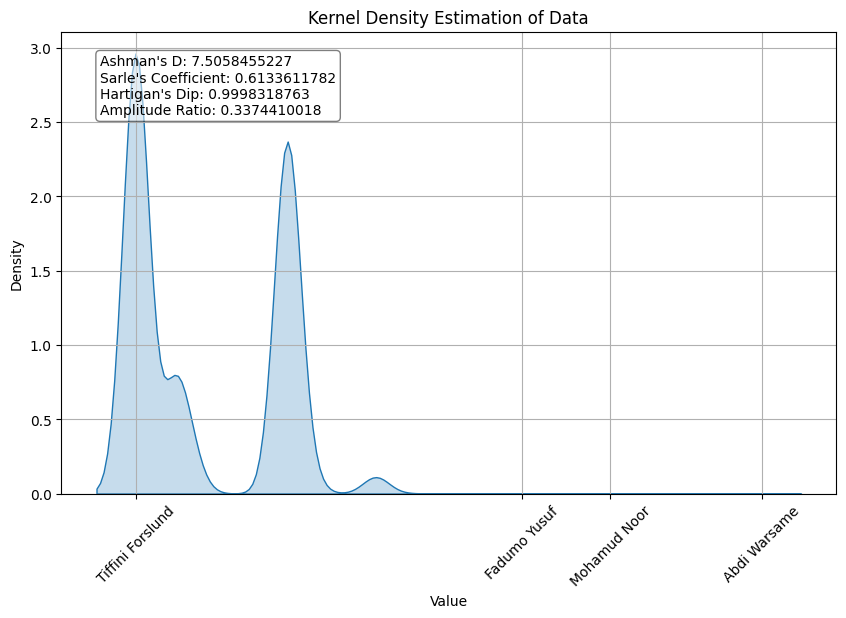 Kernel Density Estimation of Data
Ashman's D: 7.5058455227
Sarle's Coefficient: 0.6133611782
Hartigan's Dip: 0.9998318763
Amplitude Ratio: 0.3374410018
3.0
2.5
2.0
1.5
1.0
0.5
0.0
Density
Tiffini Forslund
Fadumo Yusuf
Mohamud Noor
Abdi Warsame
Value